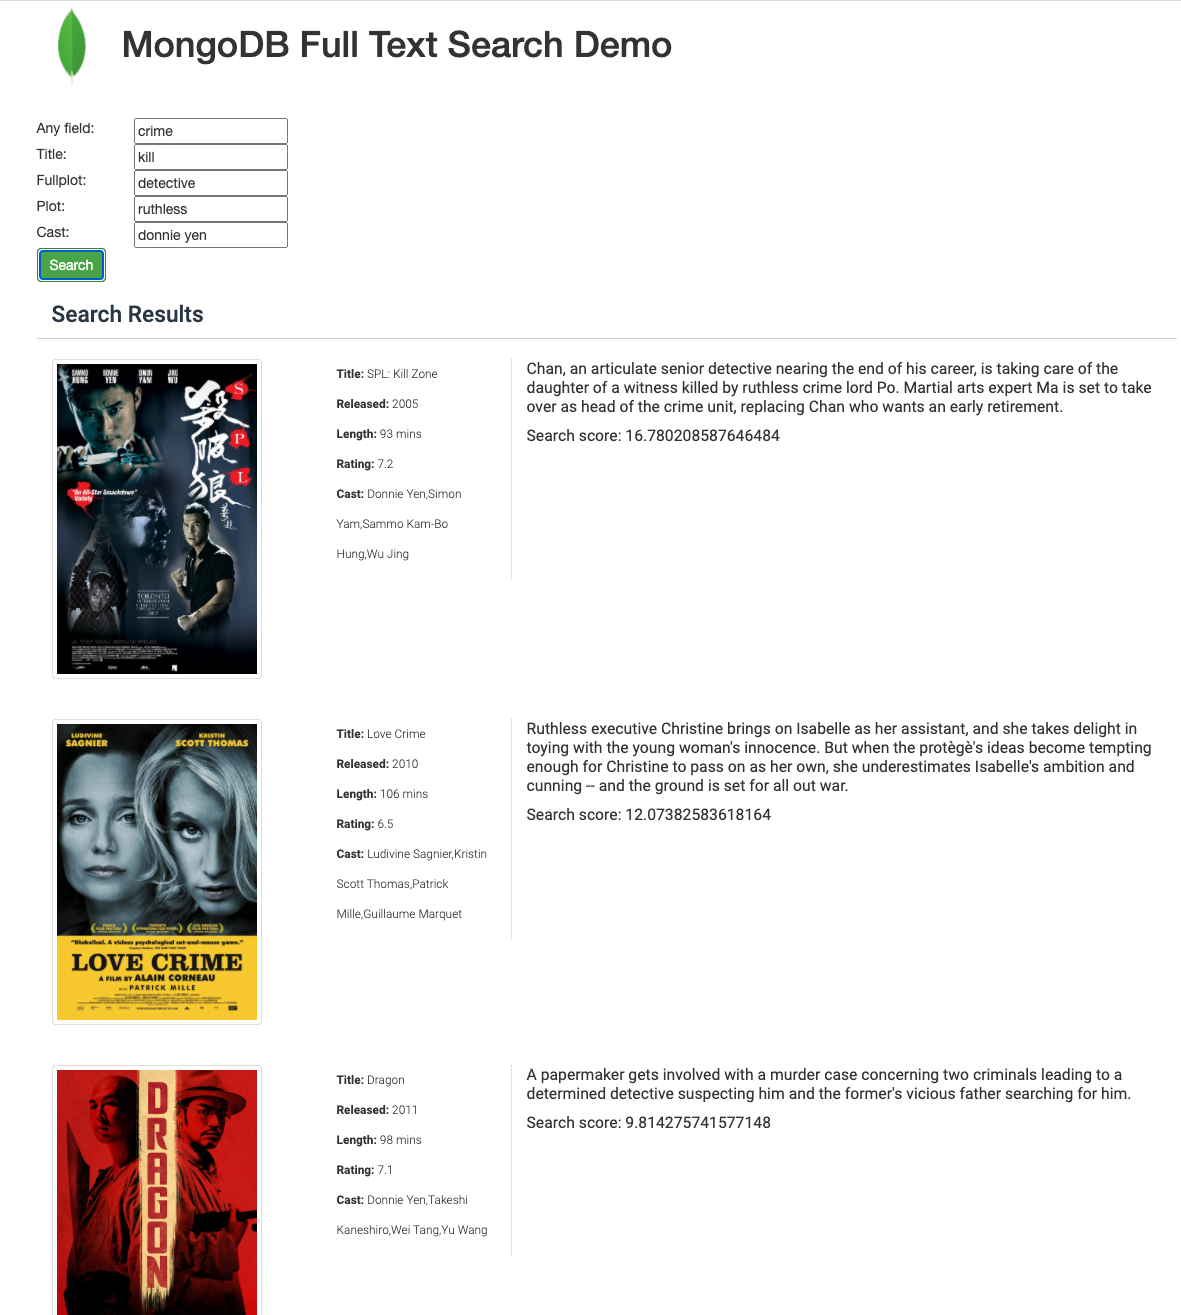 MongoDB Full Text Search Demo
Any field: crime
Title: kill
Fullplot: detective
Plot: ruthless
Cast: donnie yen
Search
Search Results
SAMMO HUNG DONNIE YEN SIMON YAM JING WU
殺破狼
S
P
L
"An All-Star Smackdown"
Variety
TORONTO
Title: SPL: Kill Zone
Released: 2005
Length: 93 mins
Rating: 7.2
Cast: Donnie Yen,Simon
Yam,Sammo Kam-Bo
Hung,Wu Jing
Chan, an articulate senior detective nearing the end of his career, is taking care of the
daughter of a witness killed by ruthless crime lord Po. Martial arts expert Ma is set to take
over as head of the crime unit, replacing Chan who wants an early retirement.
Search score: 16.780208587646484
LUDIVINE
SAGNIER
KRISTIN
SCOTT THOMAS
"Diabolical. A vicious psychological cat-and-mouse game."
LOVE CRIME
A FILM BY ALAIN CORNEAU
WITH PATRICK MILLE
Title: Love Crime
Released: 2010
Length: 106 mins
Rating: 6.5
Cast: Ludivine Sagnier,Kristin
Scott Thomas,Patrick
Mille,Guillaume Marquet
Ruthless executive Christine brings on Isabelle as her assistant, and she takes delight in
toying with the young woman's innocence. But when the protègè's ideas become tempting
enough for Christine to pass on as her own, she underestimates Isabelle's ambition and
cunning -- and the ground is set for all out war.
Search score: 12.07382583618164
DRAGON
Title: Dragon
Released: 2011
Length: 98 mins
Rating: 7.1
Cast: Donnie Yen,Takeshi
Kaneshiro,Wei Tang,Yu Wang
A papermaker gets involved with a murder case concerning two criminals leading to a
determined detective suspecting him and the former's vicious father searching for him.
Search score: 9.814275741577148